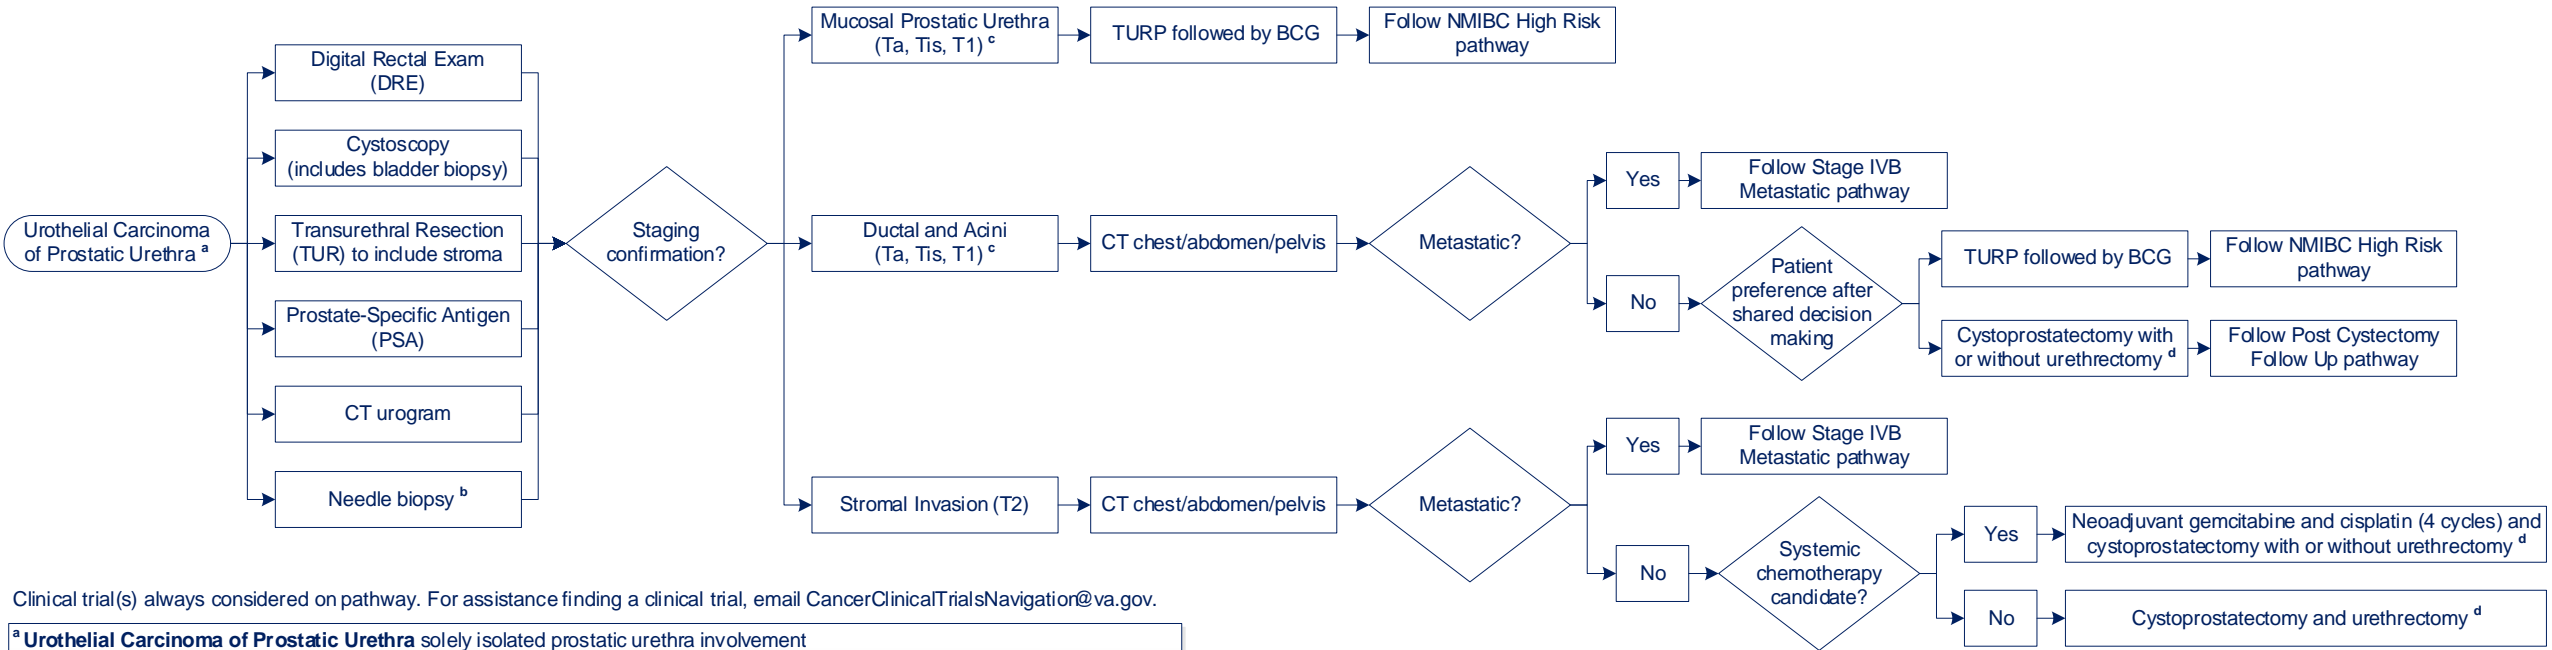 Urothelial Carcinoma
of Prostatic Urethra a
Digital Rectal Exam
(DRE)
Cystoscopy
(includes bladder biopsy)
Transurethral Resection
(TUR) to include stroma
Prostate-Specific Antigen
(PSA)
CT urogram
Needle biopsy b
Staging
confirmation?
Mucosal Prostatic Urethra
(Ta, Tis, T1) c
TURP followed by BCG
Follow NMIBC High Risk
pathway
Ductal and Acini
(Ta, Tis, T1) c
CT chest/abdomen/pelvis
Metastatic?
Yes
Follow Stage IVB
Metastatic pathway
No
Patient
preference after
shared decision
making
TURP followed by BCG
Follow NMIBC High Risk
pathway
Cystoprostatectomy with
or without urethrectomy d
Follow Post Cystectomy
Follow Up pathway
Stromal Invasion (T2)
CT chest/abdomen/pelvis
Metastatic?
Yes
Follow Stage IVB
Metastatic pathway
No
Systemic
chemotherapy
candidate?
Yes
Neoadjuvant gemcitabine and cisplatin (4 cycles) and
cystoprostatectomy with or without urethrectomy d
No
Cystoprostatectomy and urethrectomy d
Clinical trial(s) always considered on pathway. For assistance finding a clinical trial, email CancerClinicalTrialsNavigation@va.gov.
a Urothelial Carcinoma of Prostatic Urethra solely isolated prostatic urethra involvement